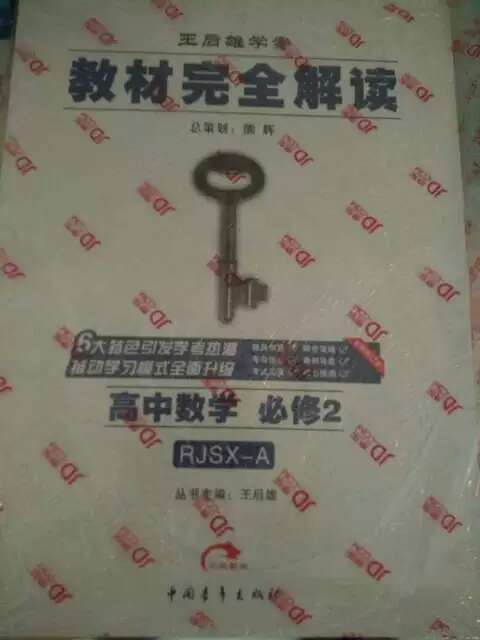 王后雄学案
教材完全解读
总策划：熊辉
6大特色引发学考热潮
推动学习模式全面升级
高中数学 必修2
RJSX-A
丛书主编：王后雄
中国青年出版社
JD